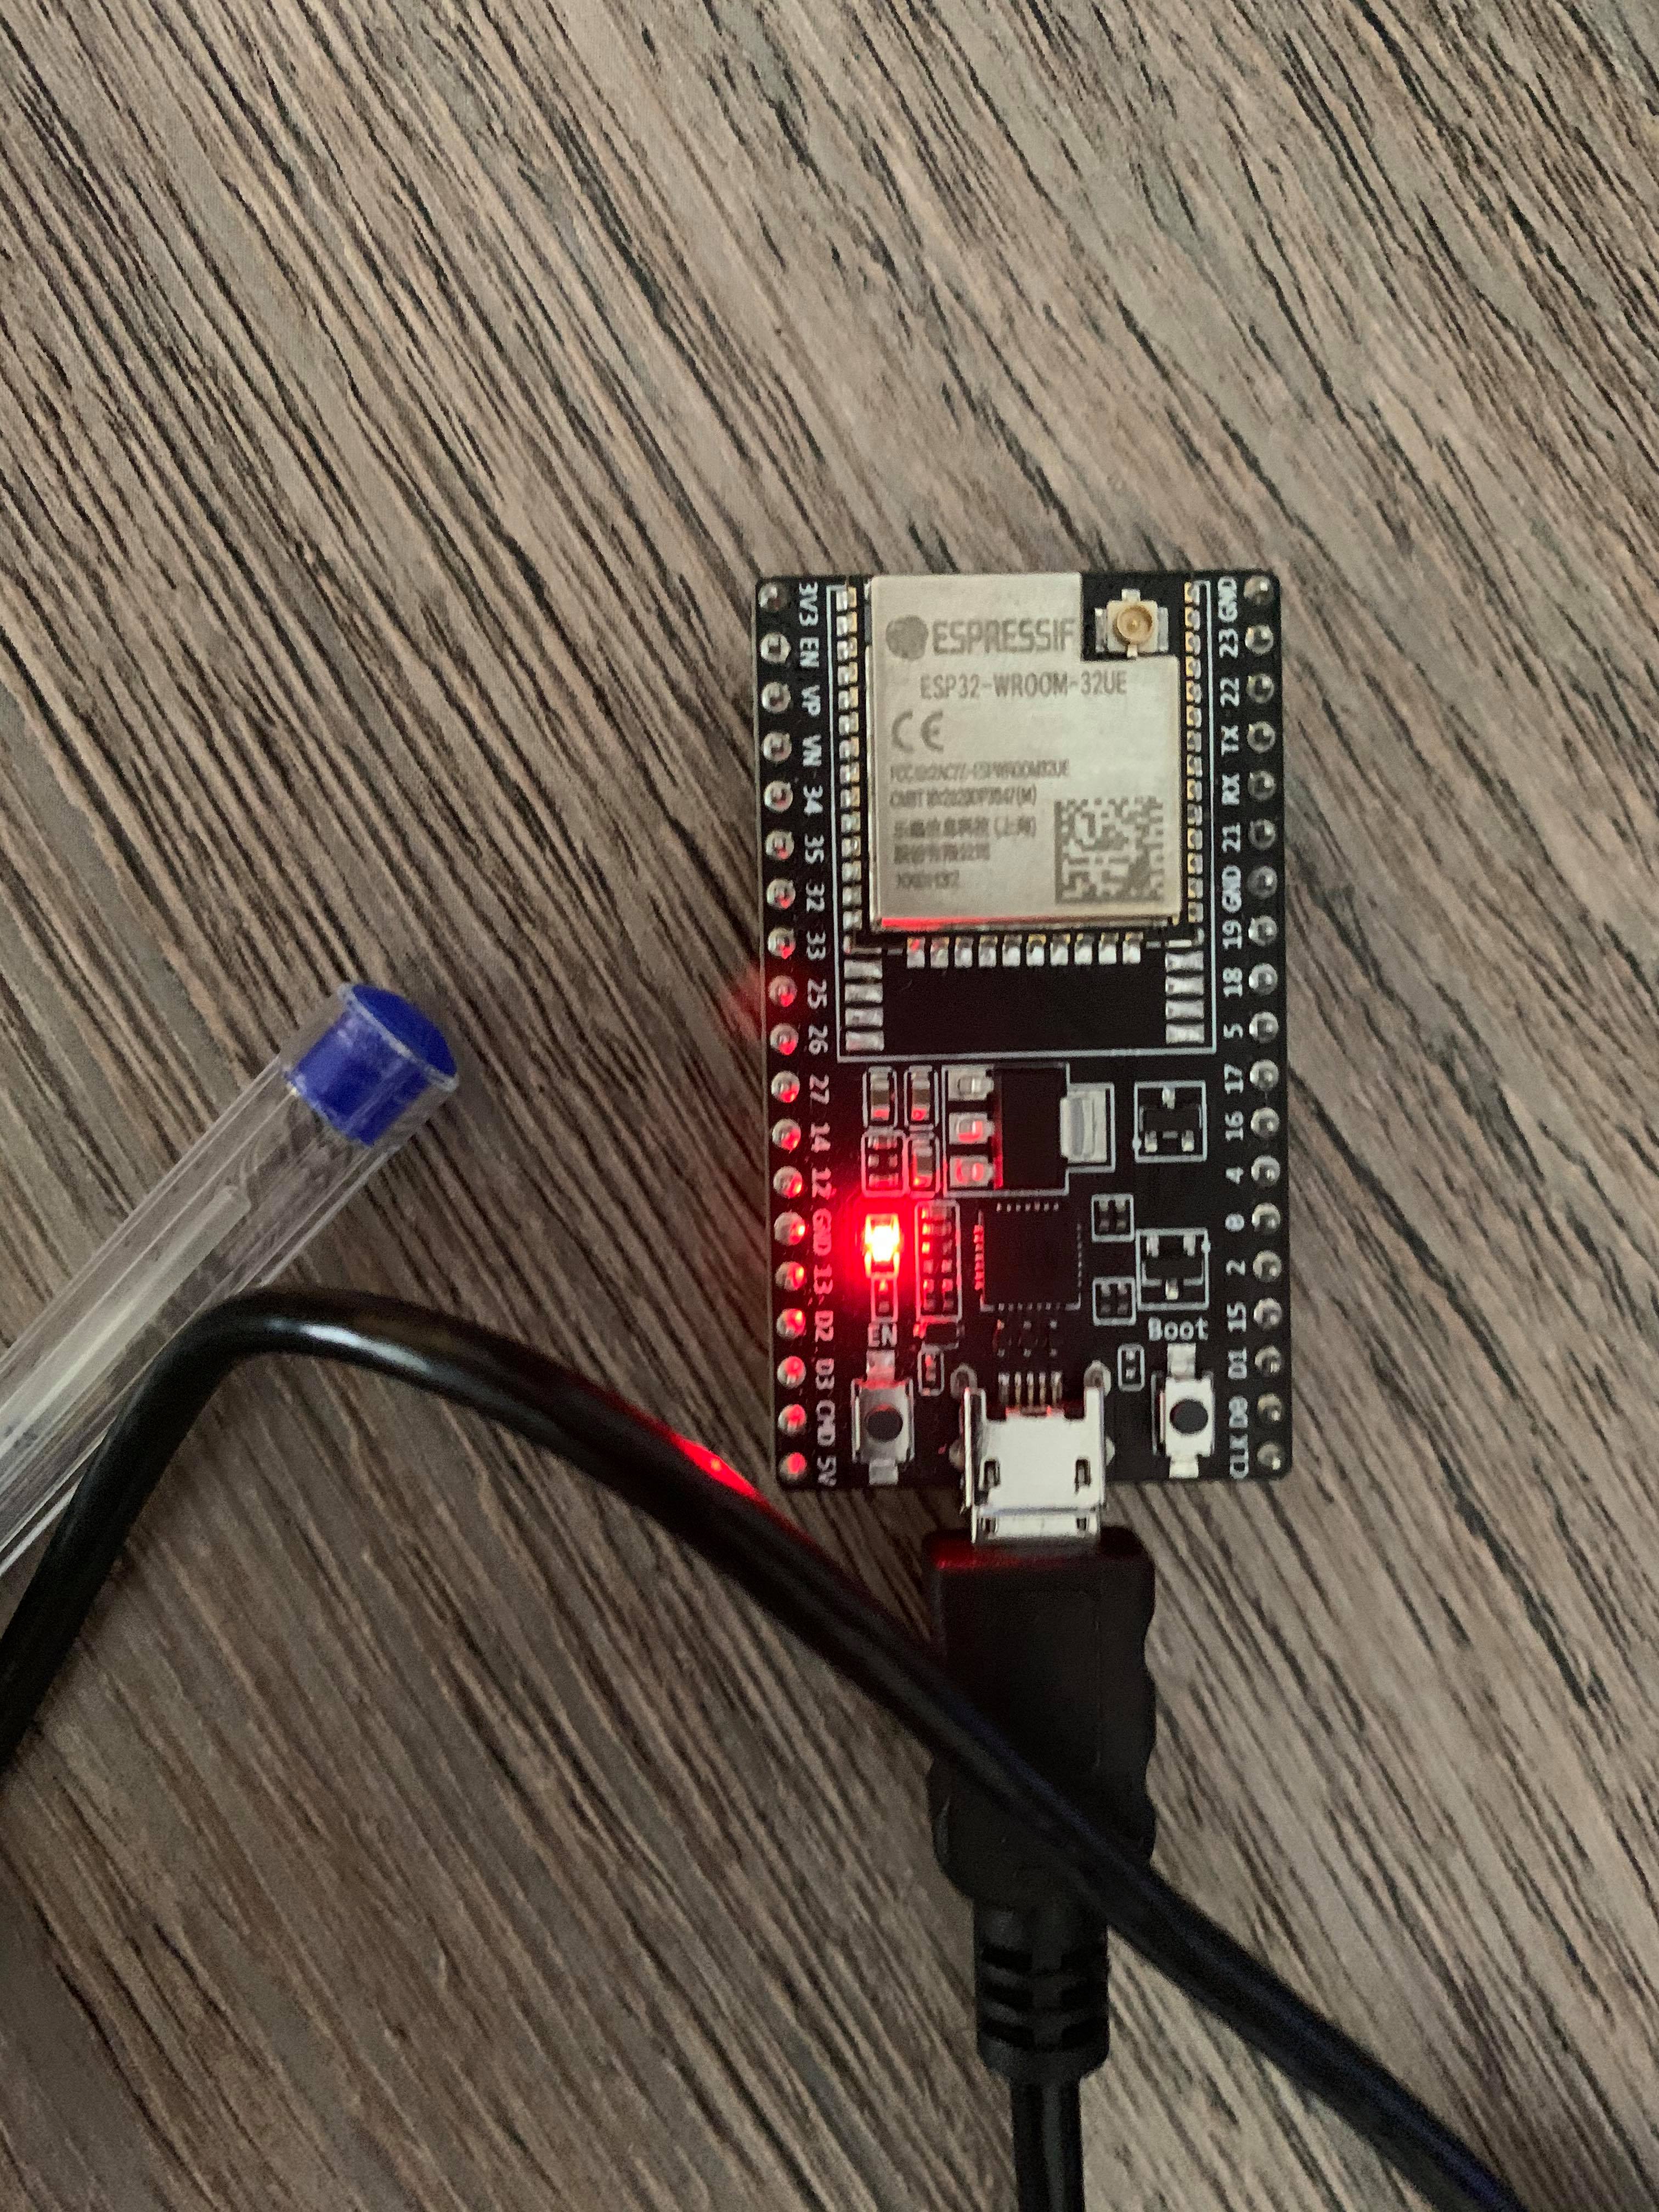 ESPRESSIF
ESP32-WROOM-32UE
CE
3V3 EN VP VN 34 35 32 33 25 26 27 14 12 GND 13 D2 D3 CMD 5V
GND 23 22 TX RX 21 GND 19 18 5 17 16 4 0 2 15 D1 D0 CLK
EN
Boot